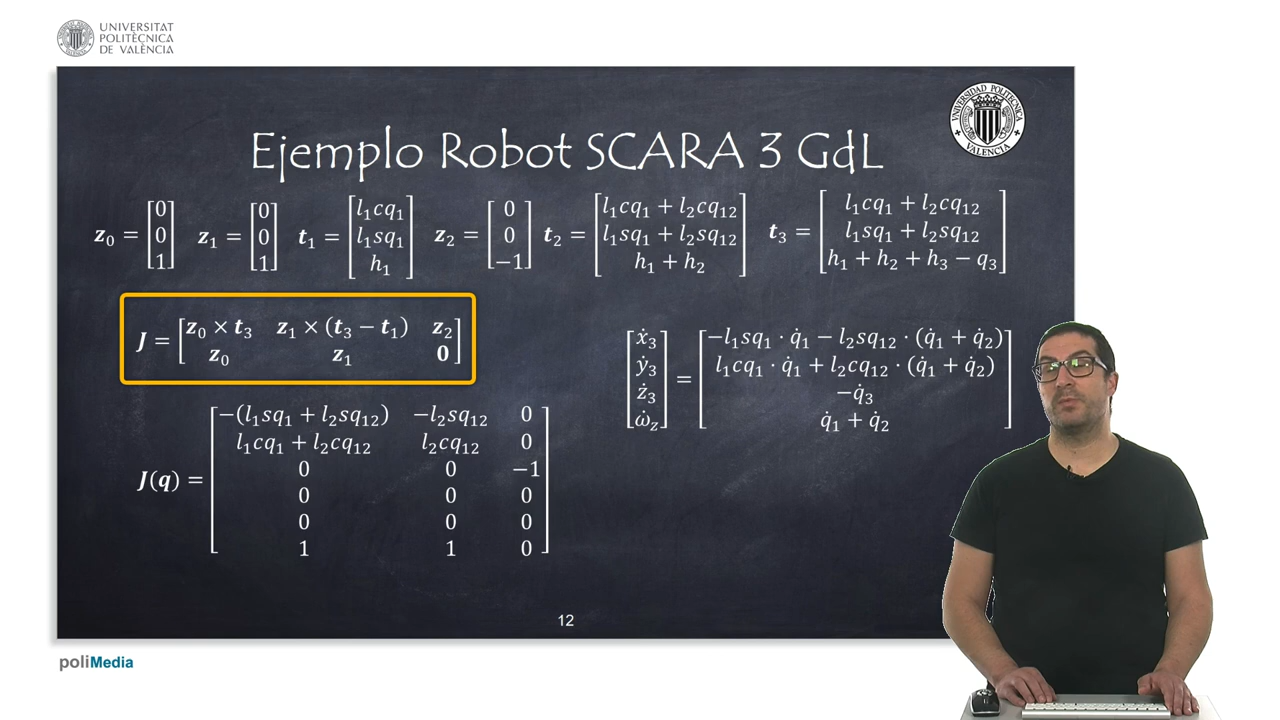 UNIVERSITAT
POLITÈCNICA
DE VALÈNCIA
UNIVERSIDAD POLITECNICA
VALENCIA
Ejemplo Robot SCARA 3 GdL
z₀ = [0 0 1] z₁ = [0 0 1] t₁ = [l₁cq₁ l₁sq₁ h₁] z₂ = [0 0 −1] t₂ = [l₁cq₁ + l₂cq₁₂ l₁sq₁ + l₂sq₁₂ h₁ + h₂] t₃ = [l₁cq₁ + l₂cq₁₂ l₁sq₁ + l₂sq₁₂ h₁ + h₂ + h₃ − q₃]
J = [z₀ × t₃ z₁ × (t₃ − t₁) z₂
z₀ z₁ 0]
J(q) = [−(l₁sq₁ + l₂sq₁₂) −l₂sq₁₂ 0
l₁cq₁ + l₂cq₁₂ l₂cq₁₂ 0
0 0 −1
0 0 0
0 0 0
1 1 0]
[ẋ₃ ẏ₃ ż₃ ω̇_z] = [−l₁sq₁ · q̇₁ − l₂sq₁₂ · (q̇₁ + q̇₂)
l₁cq₁ · q̇₁ + l₂cq₁₂ · (q̇₁ + q̇₂)
−q̇₃
q̇₁ + q̇₂]
12
poliMedia